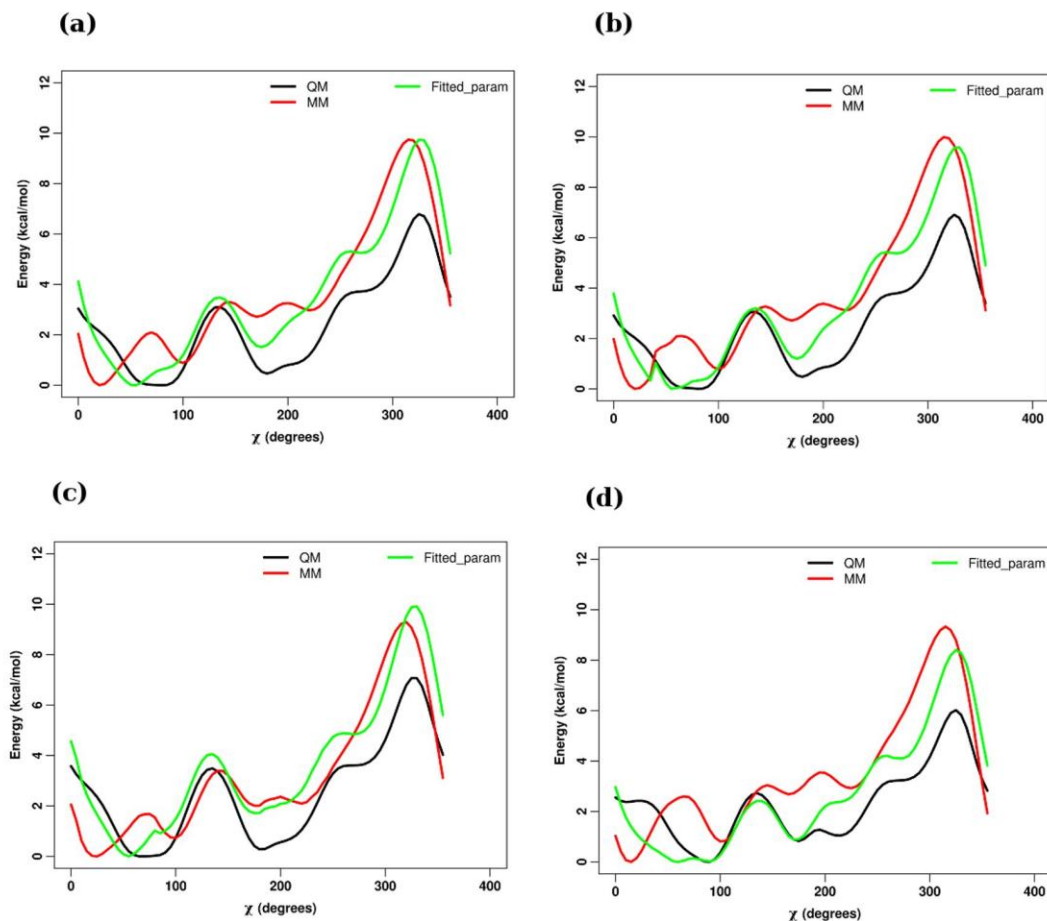 (a)
QM
MM
Fitted_param
Energy (kcal/mol)
12
10
8
6
4
2
0
0 100 200 300 400
χ (degrees)
(b)
QM
MM
Fitted_param
Energy (kcal/mol)
12
10
8
6
4
2
0
0 100 200 300 400
χ (degrees)
(c)
QM
MM
Fitted_param
Energy (kcal/mol)
12
10
8
6
4
2
0
0 100 200 300 400
χ (degrees)
(d)
QM
MM
Fitted_param
Energy (kcal/mol)
12
10
8
6
4
2
0
0 100 200 300 400
χ (degrees)